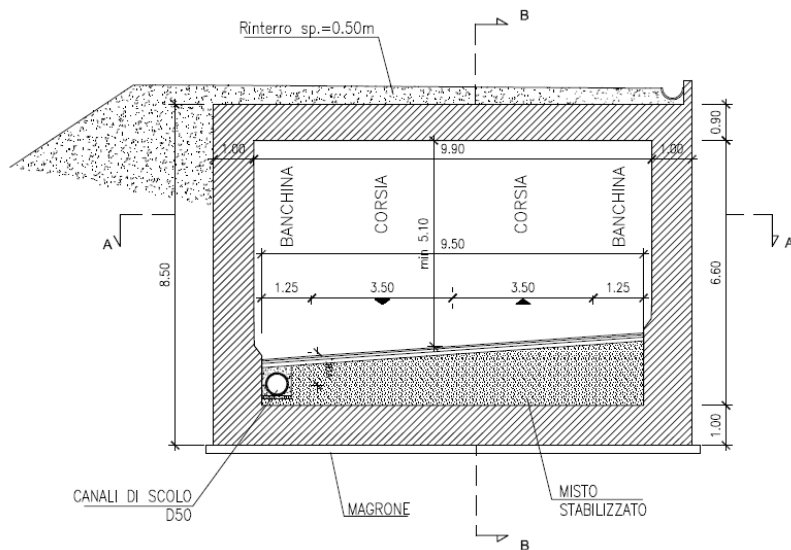 B
Rinterro sp.=0.50m
0.90
1.00
9.90
1.00
BANCHINA
CORSIA
CORSIA
BANCHINA
min 5.10
A
A
9.50
8.50
6.60
1.25
3.50
3.50
1.25
1.00
CANALI DI SCOLO
D50
MAGRONE
MISTO
STABILIZZATO
B